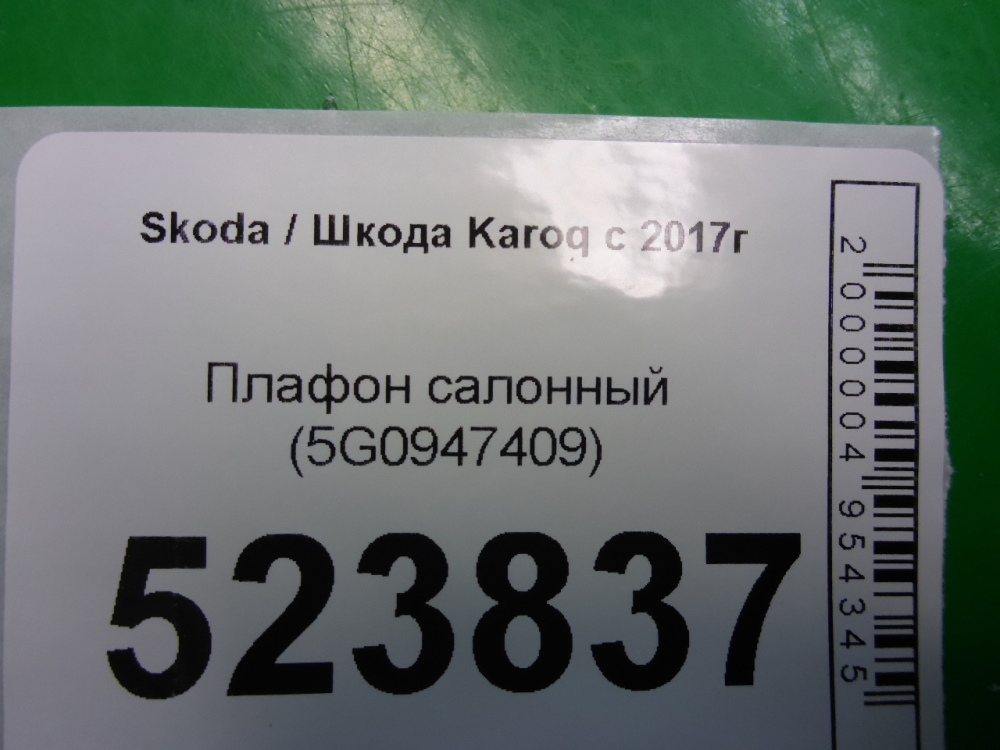 Skoda / Шкода Karoq с 2017г
Плафон салонный
(5G0947409)
523837
2000004954345